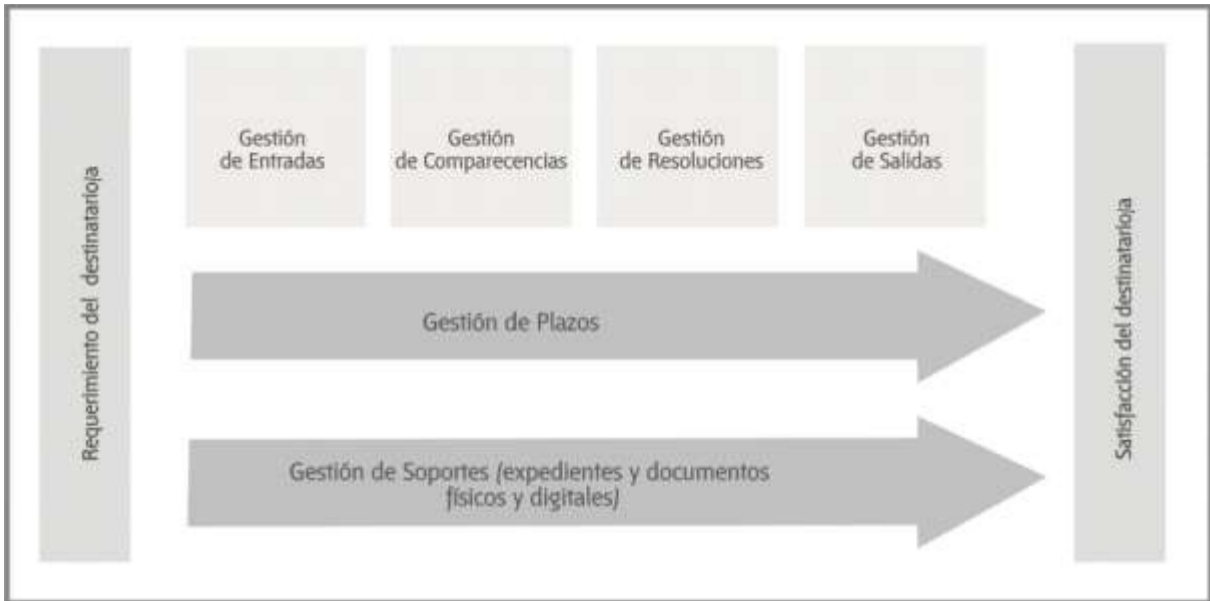 Requerimiento del destinatarioja
Gestión
de Entradas
Gestión
de Comparecencias
Gestión
de Resoluciones
Gestión
de Salidas
Gestión de Plazos
Gestión de Soportes (expedientes y documentos
físicos y digitales)
Satisfacción del destinatarioja